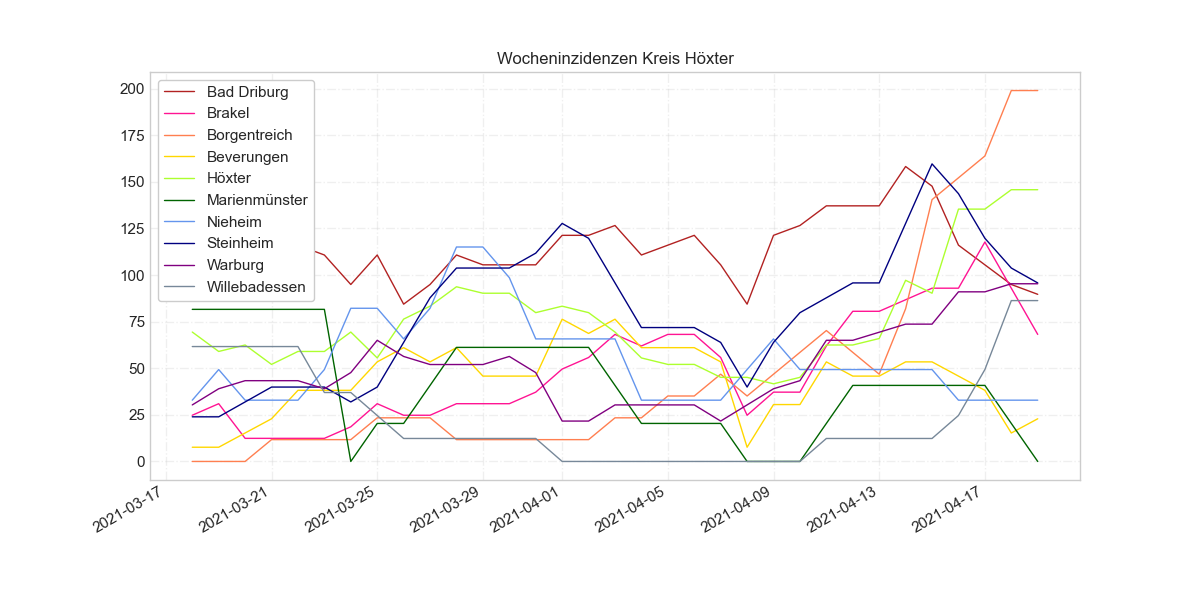 Wocheninzidenzen Kreis Höxter
200
175
150
125
100
75
50
25
0
Bad Driburg
Brakel
Borgentreich
Beverungen
Höxter
Marienmünster
Nieheim
Steinheim
Warburg
Willebadessen
2021-03-17
2021-03-21
2021-03-25
2021-03-29
2021-04-01
2021-04-05
2021-04-09
2021-04-13
2021-04-17